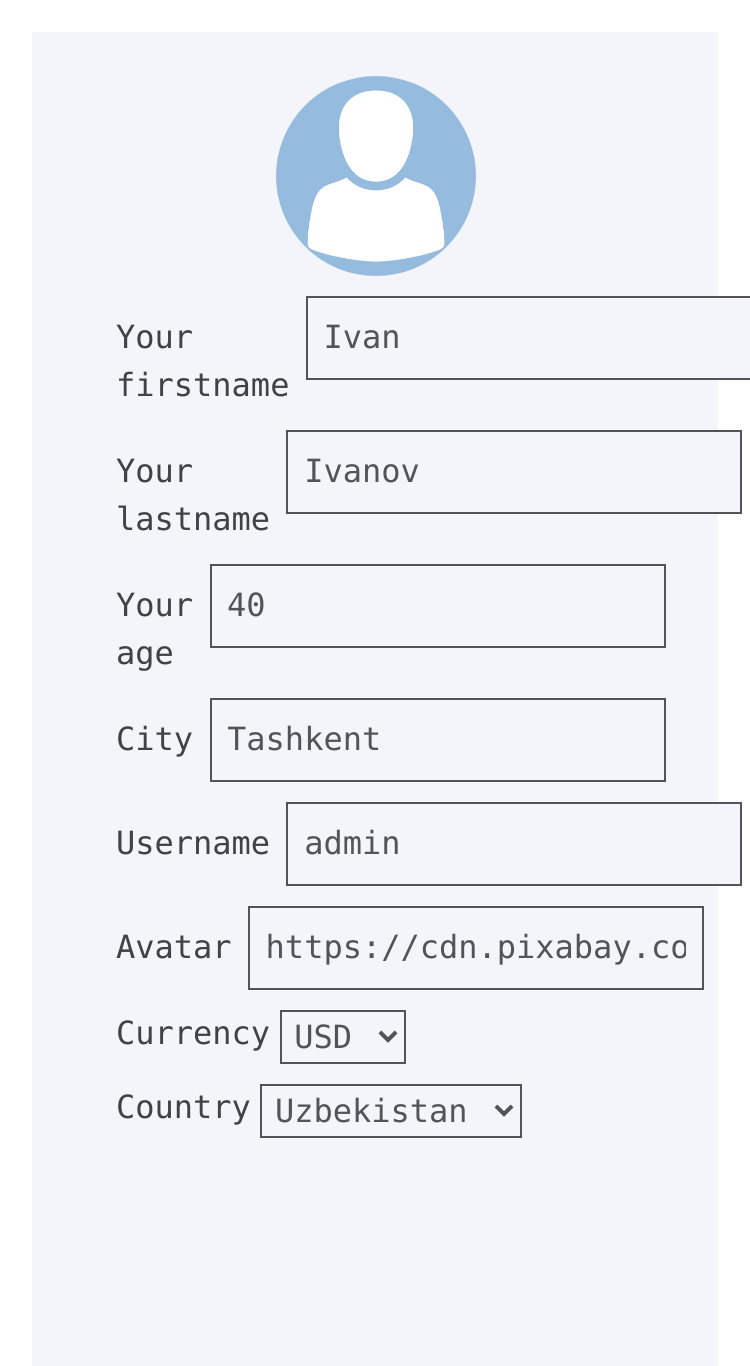 Your firstname
Ivan
Your lastname
Ivanov
Your age
40
City
Tashkent
Username
admin
Avatar
https://cdn.pixabay.co
Currency
USD
Country
Uzbekistan